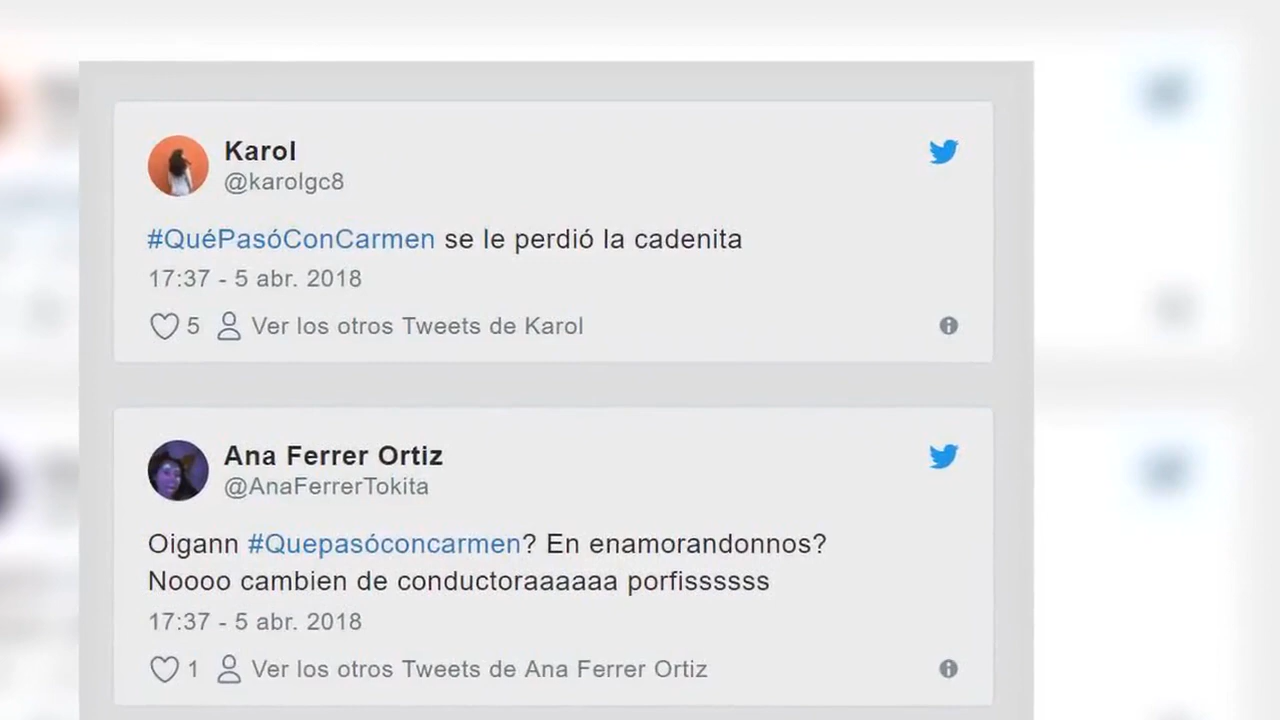 Karol
@karolgc8
#QuéPasóConCarmen se le perdió la cadenita
17:37 - 5 abr. 2018
5 Ver los otros Tweets de Karol
Ana Ferrer Ortiz
@AnaFerrerTokita
Oigann #Quepasóconcarmen? En enamorandonnos?
Noooo cambien de conductoraaaaaa porfissssss
17:37 - 5 abr. 2018
1 Ver los otros Tweets de Ana Ferrer Ortiz